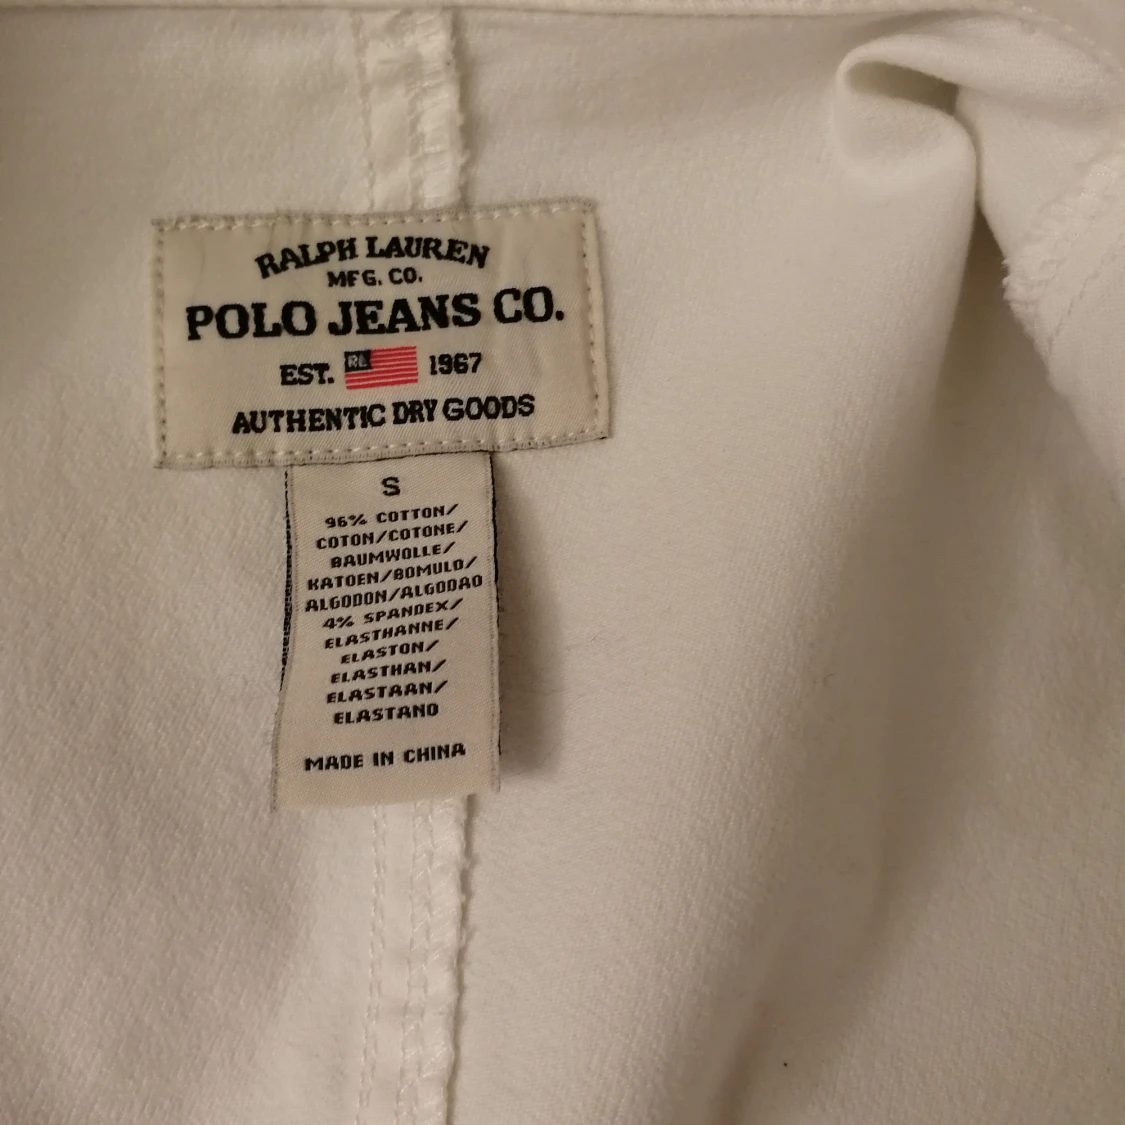 RALPH LAUREN
MFG. CO.
POLO JEANS CO.
EST. RL 1967
AUTHENTIC DRY GOODS
S
96% COTTON/
COTON/COTONE/
BAUMWOLLE/
KATOEN/BOMULD/
ALGODON/ALGODAO
4% SPANDEX/
ELASTHANNE/
ELASTON/
ELASTHAN/
ELASTAAN/
ELASTANO
MADE IN CHINA